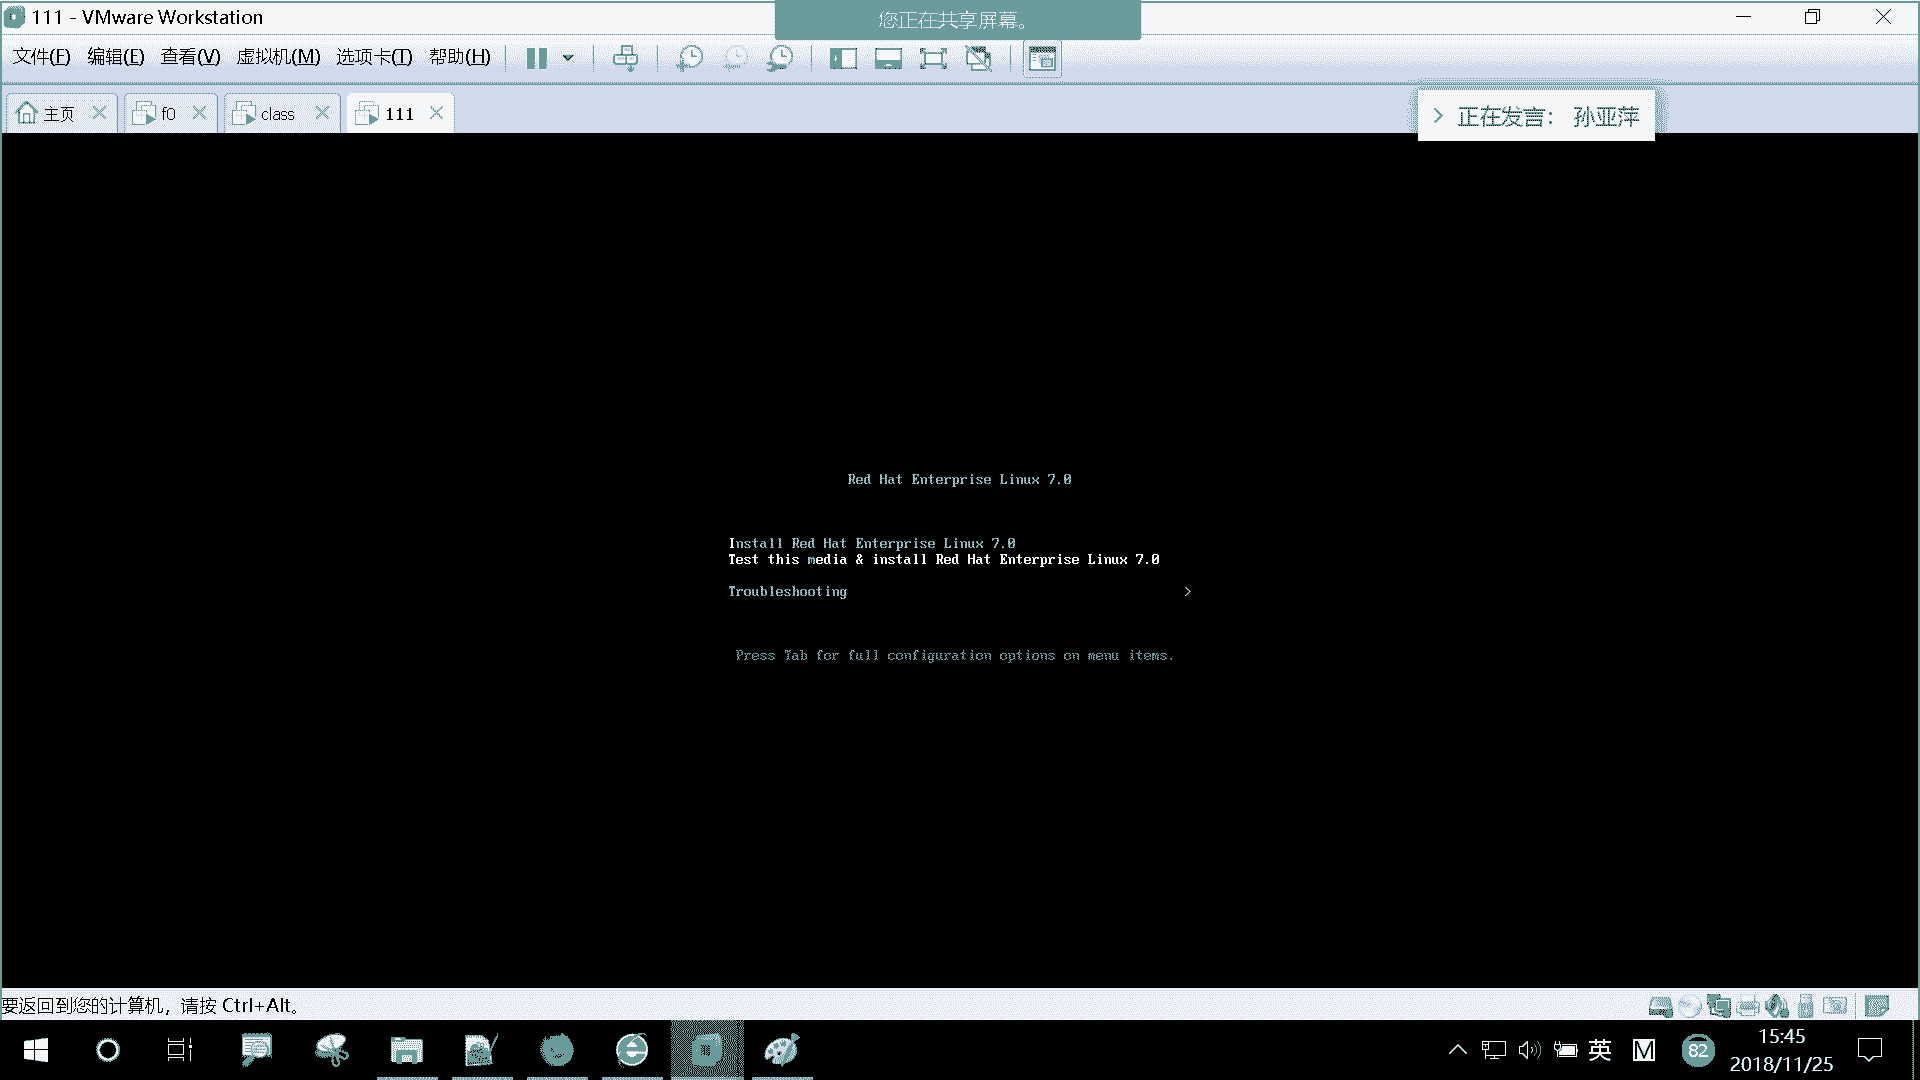 111 - VMware Workstation
您正在共享屏幕。
文件(F) 编辑(E) 查看(V) 虚拟机(M) 选项卡(T) 帮助(H)
主页 f0 class 111
正在发言： 孙亚萍
Red Hat Enterprise Linux 7.0
Install Red Hat Enterprise Linux 7.0
Test this media & install Red Hat Enterprise Linux 7.0
Troubleshooting >
Press Tab for full configuration options on menu items.
要返回到您的计算机，请按 Ctrl+Alt。
英 M 82 15:45
2018/11/25